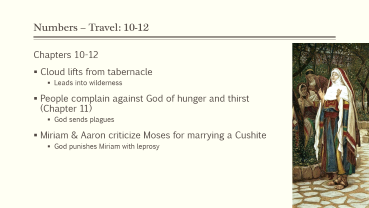 Numbers – Travel: 10-12
Chapters 10-12
▪ Cloud lifts from tabernacle
▪ Leads into wilderness
▪ People complain against God of hunger and thirst
(Chapter 11)
▪ God sends plagues
▪ Miriam & Aaron criticize Moses for marrying a Cushite
▪ God punishes Miriam with leprosy